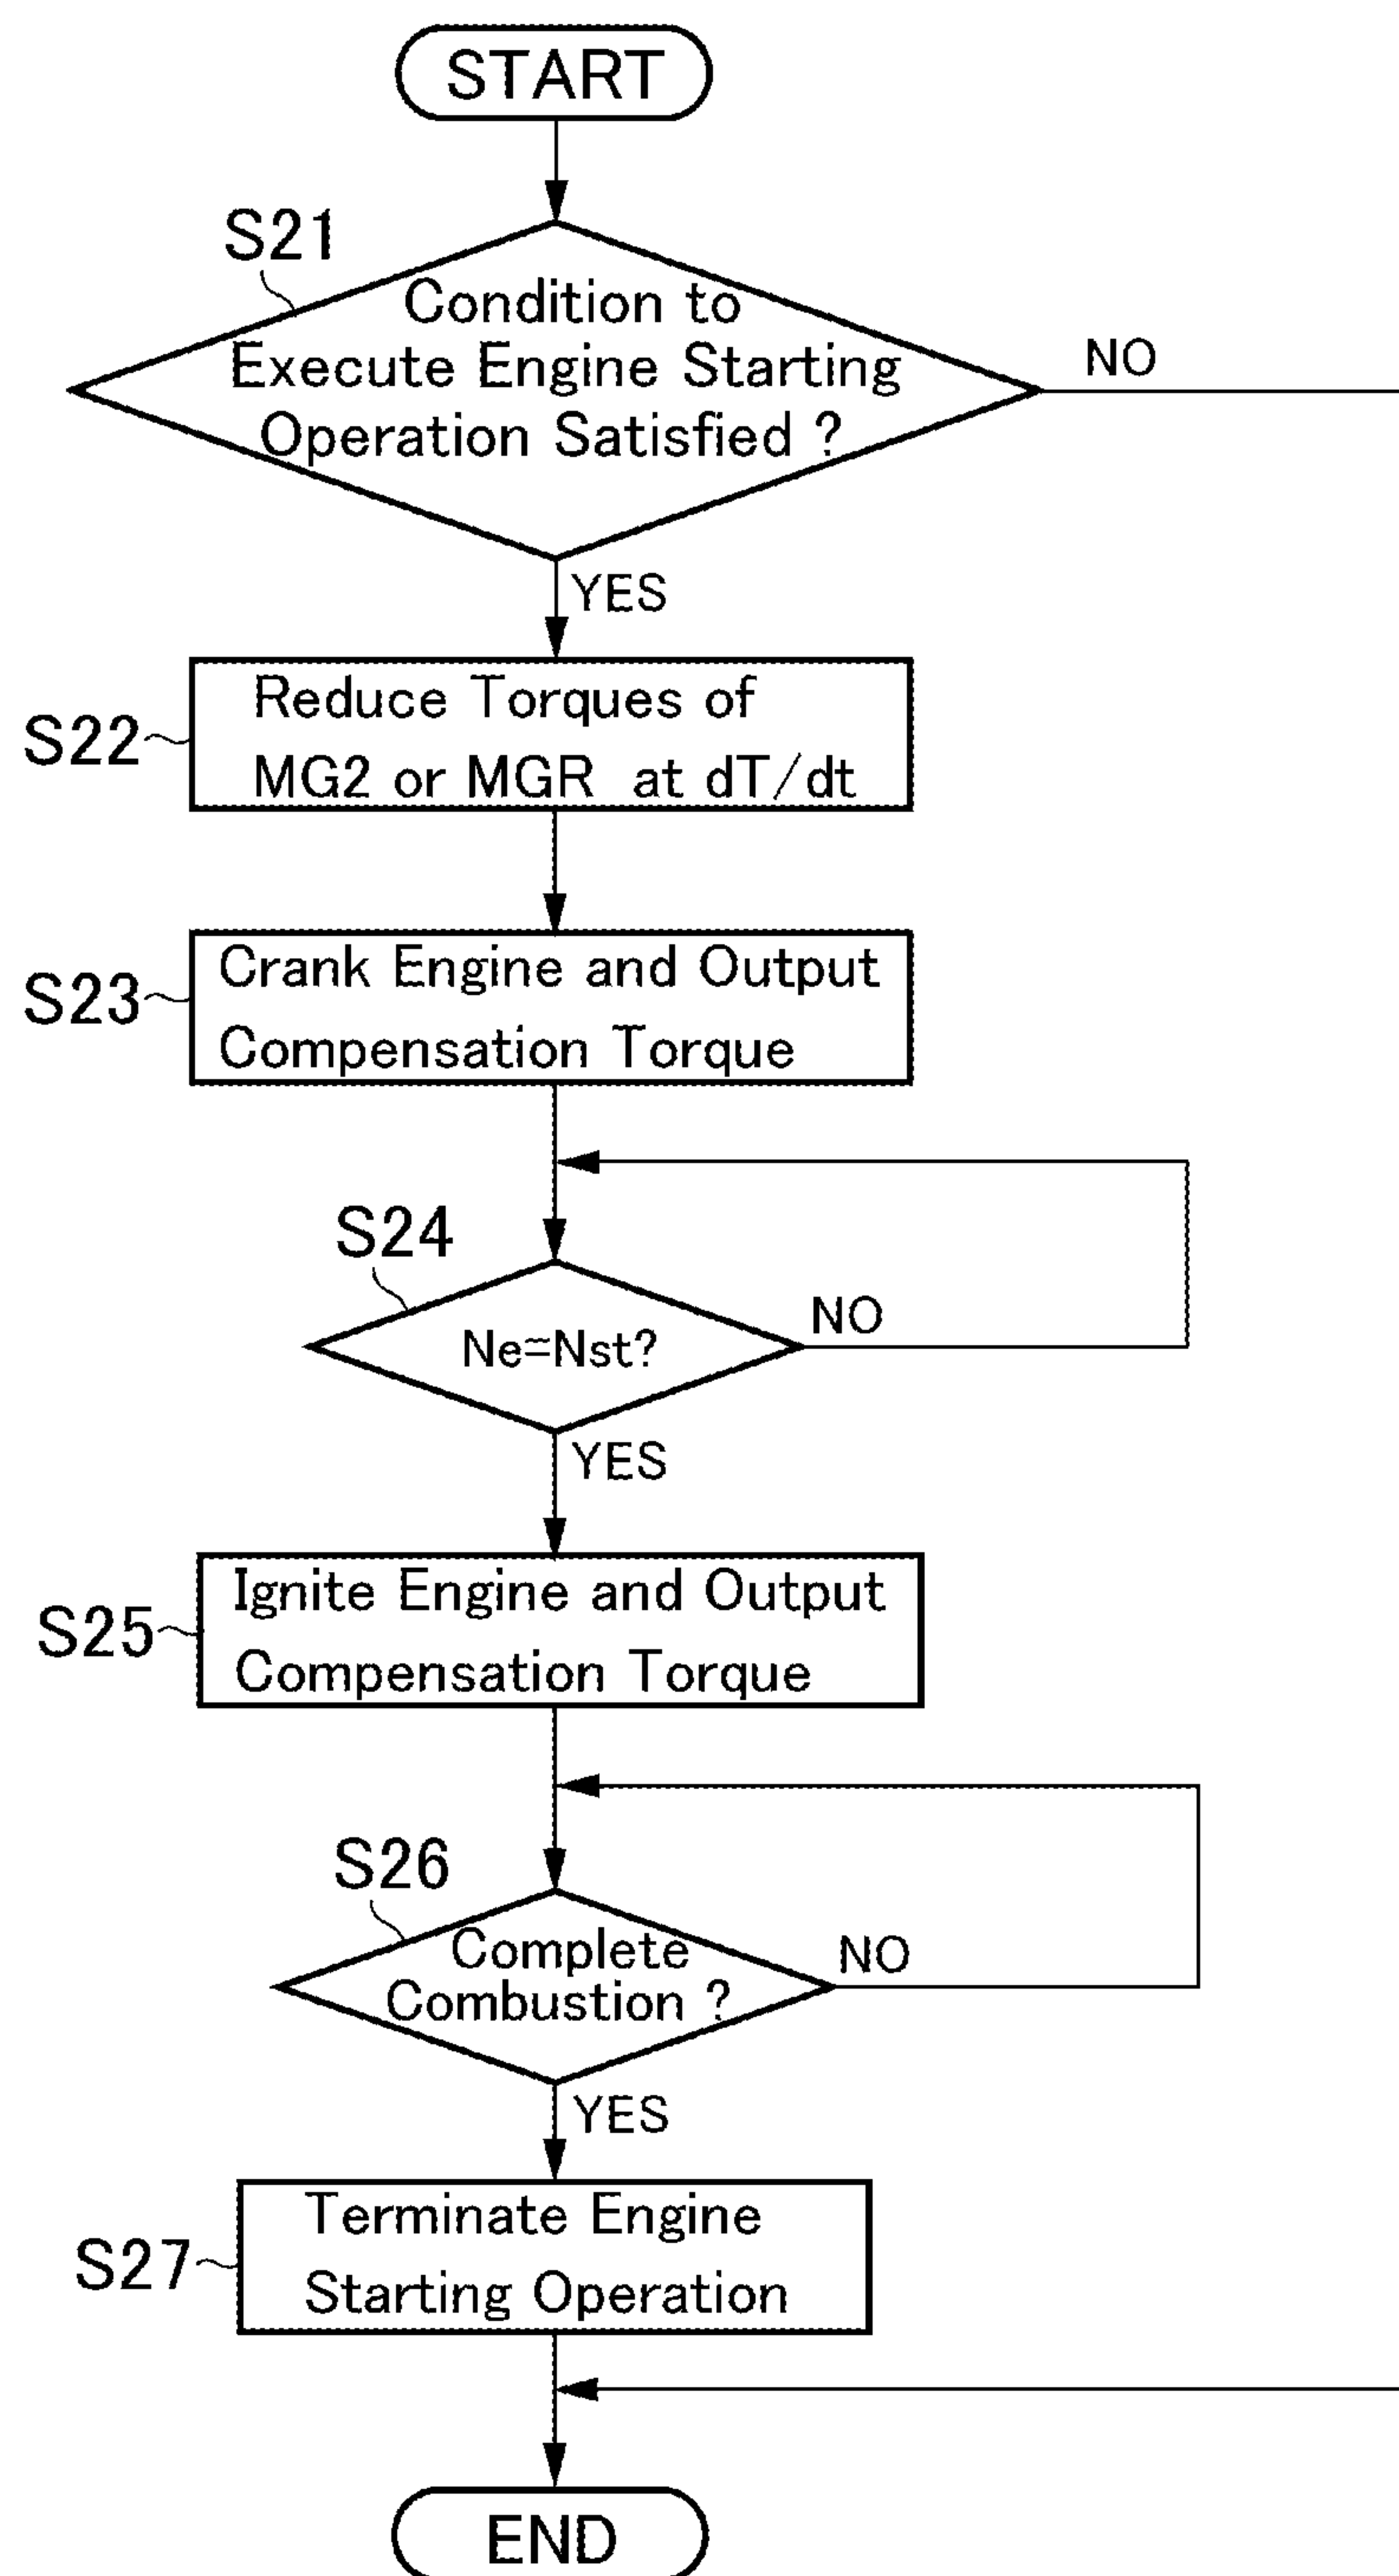 START
S21
Condition to
Execute Engine Starting
Operation Satisfied ?
NO
YES
S22
Reduce Torques of
MG2 or MGR at dT/dt
S23
Crank Engine and Output
Compensation Torque
S24
Ne=Nst?
NO
YES
S25
Ignite Engine and Output
Compensation Torque
S26
Complete
Combustion ?
NO
YES
S27
Terminate Engine
Starting Operation
END